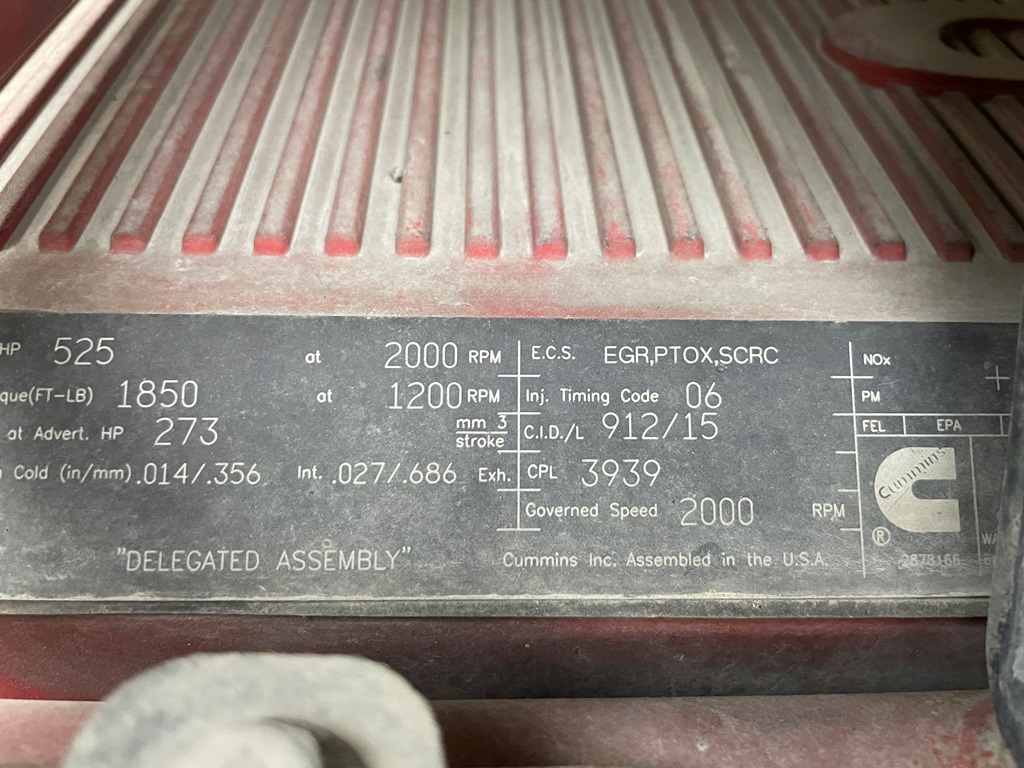 HP 525 at 2000 RPM
que(FT-LB) 1850 at 1200 RPM
at Advert. HP 273 mm 3 stroke
Cold (in/mm) .014/.356 Int. .027/.686 Exh.
"DELEGATED ASSEMBLY"
E.C.S. EGR,PTOX,SCRC
Inj. Timing Code 06
C.I.D./L 912/15
CPL 3939
Governed Speed 2000 RPM
Cummins Inc. Assembled in the U.S.A.
NOx
PM
FEL EPA
Cummins
®